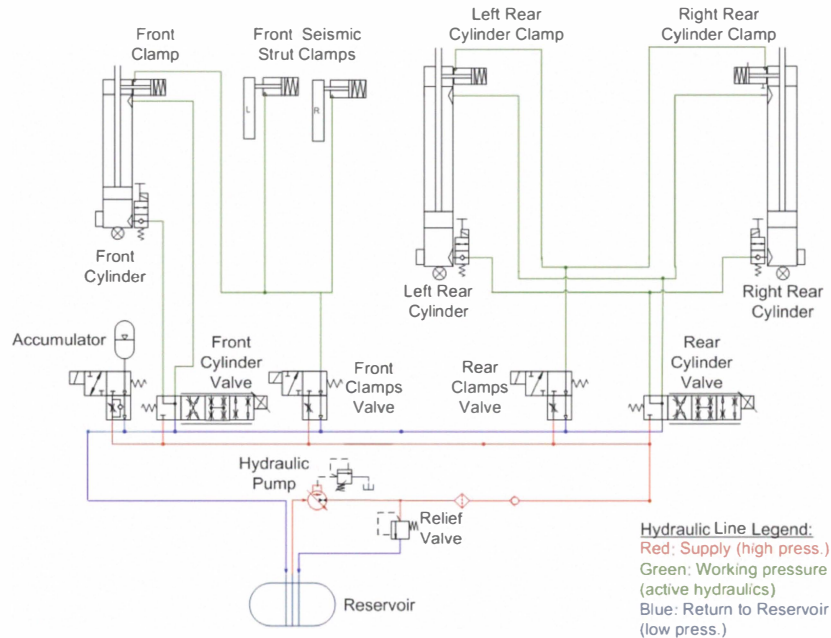 Front
Clamp
Front Seismic
Strut Clamps
Left Rear
Cylinder Clamp
Right Rear
Cylinder Clamp
L
R
Front
Cylinder
Left Rear
Cylinder
Right Rear
Cylinder
Accumulator
Front
Cylinder
Valve
Front
Clamps
Valve
Rear
Clamps
Valve
Rear
Cylinder
Valve
Hydraulic
Pump
Relief
Valve
Reservoir
Hydraulic Line Legend:
Red: Supply (high press.)
Green: Working pressure
(active hydraulics)
Blue: Return to Reservoir
(low press.)